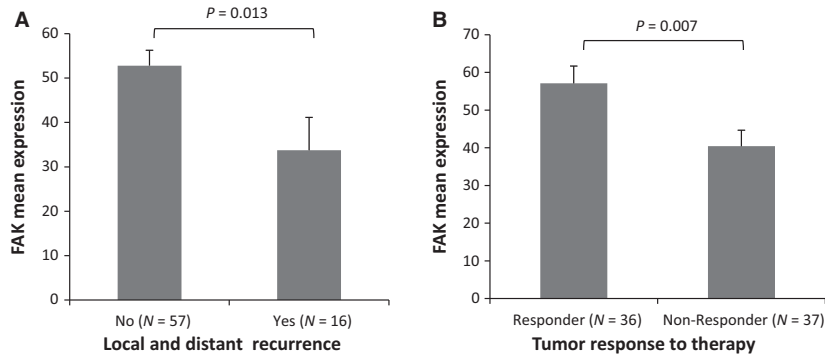 A
P = 0.013
FAK mean expression
60
50
40
30
20
10
0
No (N = 57) Yes (N = 16)
Local and distant recurrence
B
P = 0.007
FAK mean expression
70
60
50
40
30
20
10
0
Responder (N = 36) Non-Responder (N = 37)
Tumor response to therapy